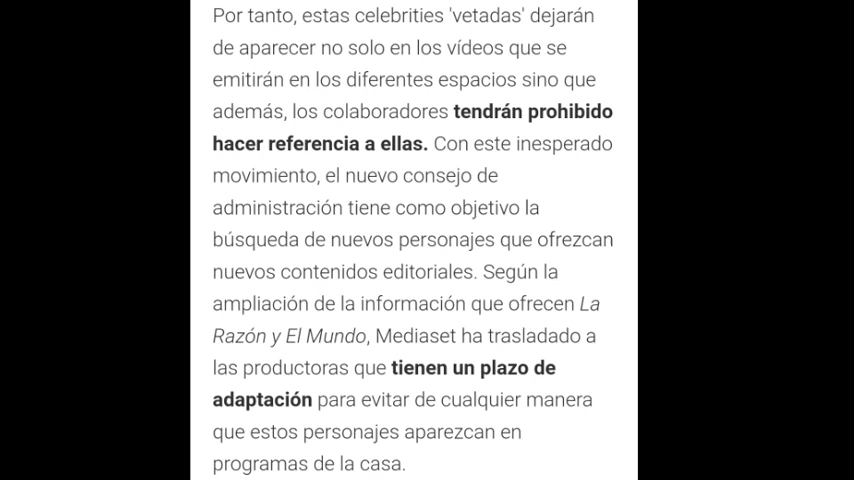 Por tanto, estas celebrities 'vetadas' dejarán
de aparecer no solo en los vídeos que se
emitirán en los diferentes espacios sino que
además, los colaboradores tendrán prohibido
hacer referencia a ellas. Con este inesperado
movimiento, el nuevo consejo de
administración tiene como objetivo la
búsqueda de nuevos personajes que ofrezcan
nuevos contenidos editoriales. Según la
ampliación de la información que ofrecen La
Razón y El Mundo, Mediaset ha trasladado a
las productoras que tienen un plazo de
adaptación para evitar de cualquier manera
que estos personajes aparezcan en
programas de la casa.